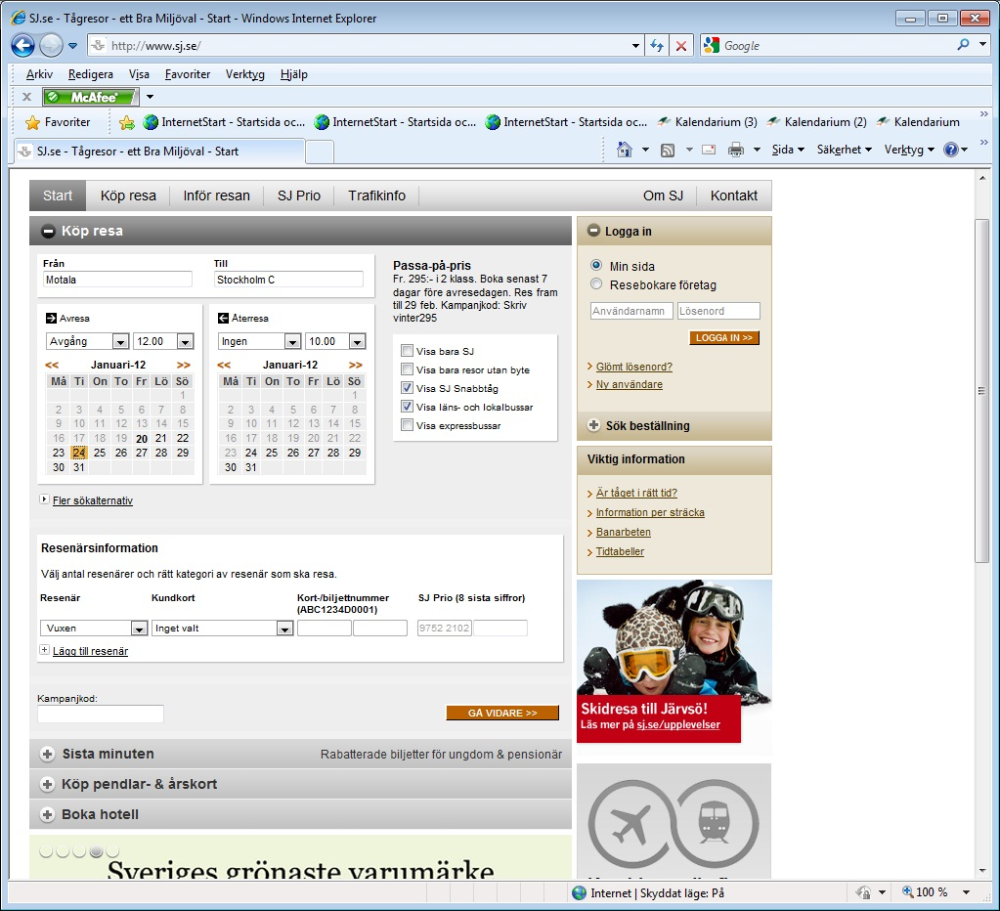 SJ.se - Tågresor - ett Bra Miljöval - Start - Windows Internet Explorer
http://www.sj.se/
Google
Arkiv Redigera Visa Favoriter Verktyg Hjälp
x McAfee
Favoriter InternetStart - Startsida oc... InternetStart - Startsida oc... InternetStart - Startsida oc... Kalendarium (3) Kalendarium (2) Kalendarium
SJ.se - Tågresor - ett Bra Miljöval - Start
Sida Säkerhet Verktyg
Start Köp resa Inför resan SJ Prio Trafikinfo Om SJ Kontakt
Köp resa
Från Till
Motala Stockholm C
Avresa
Avgång 12.00
<< Januari-12 >>
Må Ti On To Fr Lö Sö
1
2 3 4 5 6 7 8
9 10 11 12 13 14 15
16 17 18 19 20 21 22
23 24 25 26 27 28 29
30 31
Återresa
Ingen 10.00
<< Januari-12 >>
Må Ti On To Fr Lö Sö
1
2 3 4 5 6 7 8
9 10 11 12 13 14 15
16 17 18 19 20 21 22
23 24 25 26 27 28 29
30 31
Passa-på-pris
Fr. 295:- i 2 klass. Boka senast 7
dagar före avresedagen. Res fram
till 29 feb. Kampanjkod: Skriv
vinter295
Visa bara SJ
Visa bara resor utan byte
Visa SJ Snabbtåg
Visa läns- och lokalbussar
Visa expressbussar
Fler sökalternativ
Resenärsinformation
Välj antal resenärer och rätt kategori av resenär som ska resa.
Resenär Kundkort Kort-/biljettnummer SJ Prio (8 sista siffror)
(ABC1234D0001)
Vuxen Inget valt 9752 2102
Lägg till resenär
Kampanjkod:
GÅ VIDARE >>
Sista minuten Rabatterade biljetter för ungdom & pensionär
Köp pendlar- & årskort
Boka hotell
Sveriges grönaste varumärke
Logga in
Min sida
Resebokare företag
Användarnamn Lösenord
LOGGA IN >>
Glömt lösenord?
Ny användare
Sök beställning
Viktig information
Är tåget i rätt tid?
Information per sträcka
Banarbeten
Tidtabeller
Skidresa till Järvsö!
Läs mer på sj.se/upplevelser
Internet | Skyddat läge: På
100 %